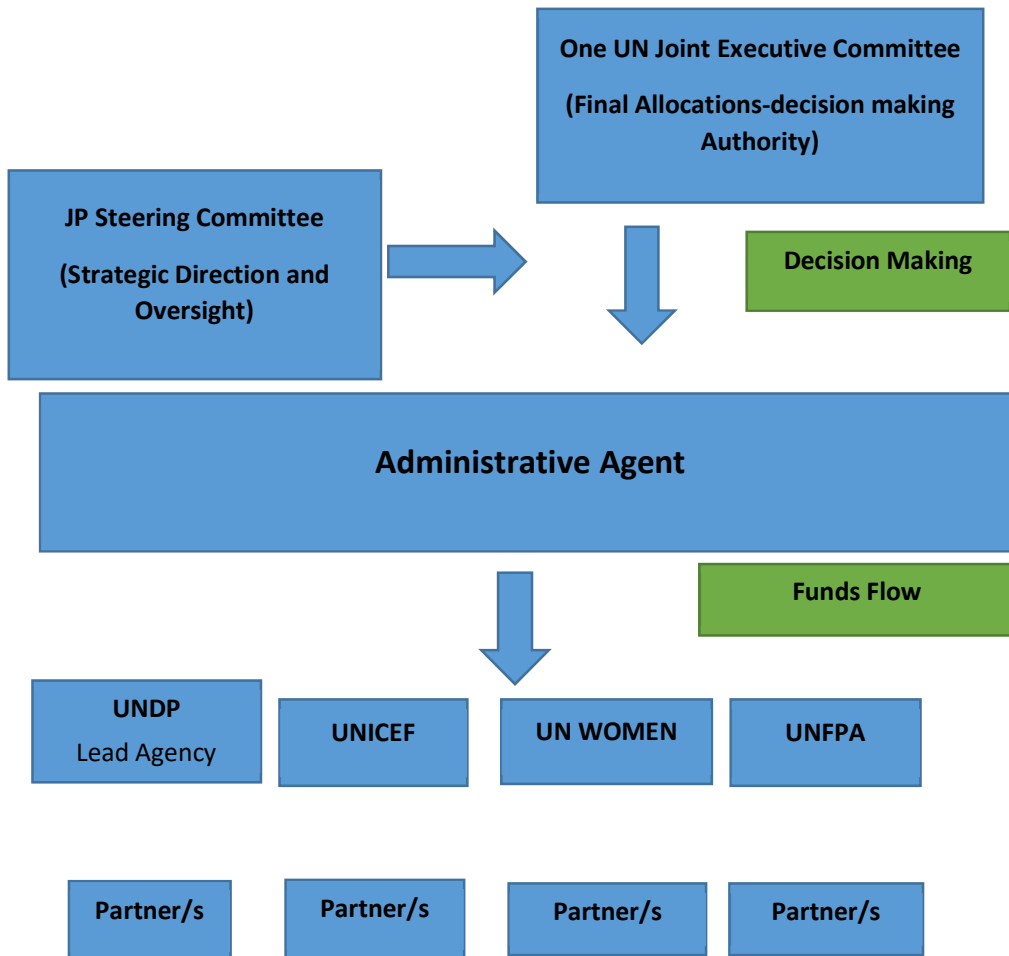 One UN Joint Executive Committee
(Final Allocations-decision making
Authority)
JP Steering Committee
(Strategic Direction and
Oversight)
Decision Making
Administrative Agent
Funds Flow
UNDP
Lead Agency
UNICEF
UN WOMEN
UNFPA
Partner/s
Partner/s
Partner/s
Partner/s